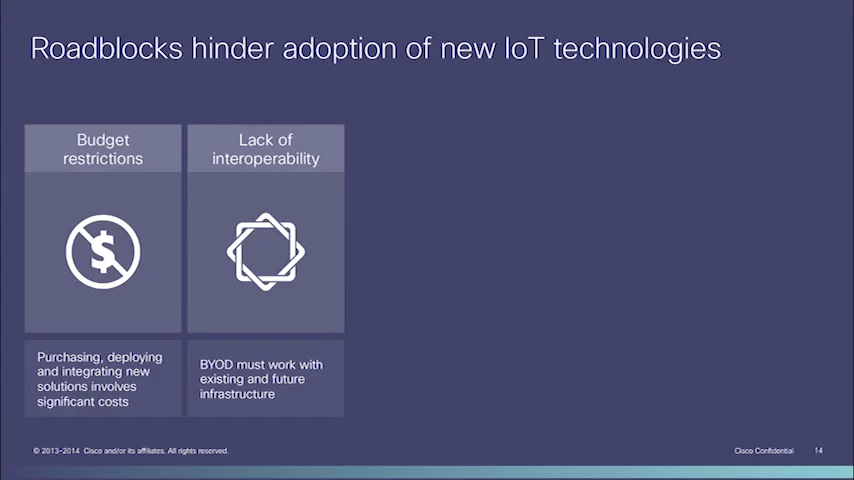 Roadblocks hinder adoption of new IoT technologies
Budget
restrictions
Lack of
interoperability
$
Purchasing, deploying
and integrating new
solutions involves
significant costs
BYOD must work with
existing and future
infrastructure
© 2013-2014 Cisco and/or its affiliates. All rights reserved.
Cisco Confidential 14